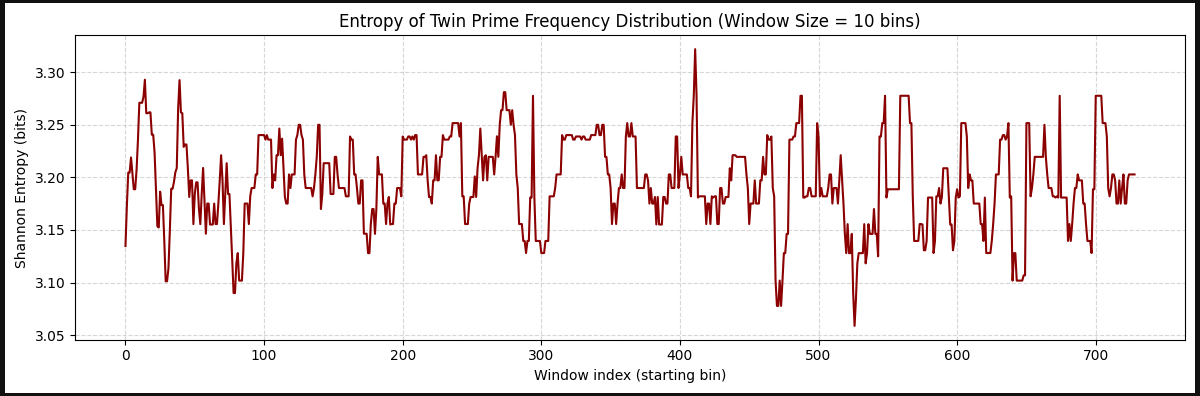 Entropy of Twin Prime Frequency Distribution (Window Size = 10 bins)
Shannon Entropy (bits)
3.30
3.25
3.20
3.15
3.10
3.05
0 100 200 300 400 500 600 700
Window index (starting bin)